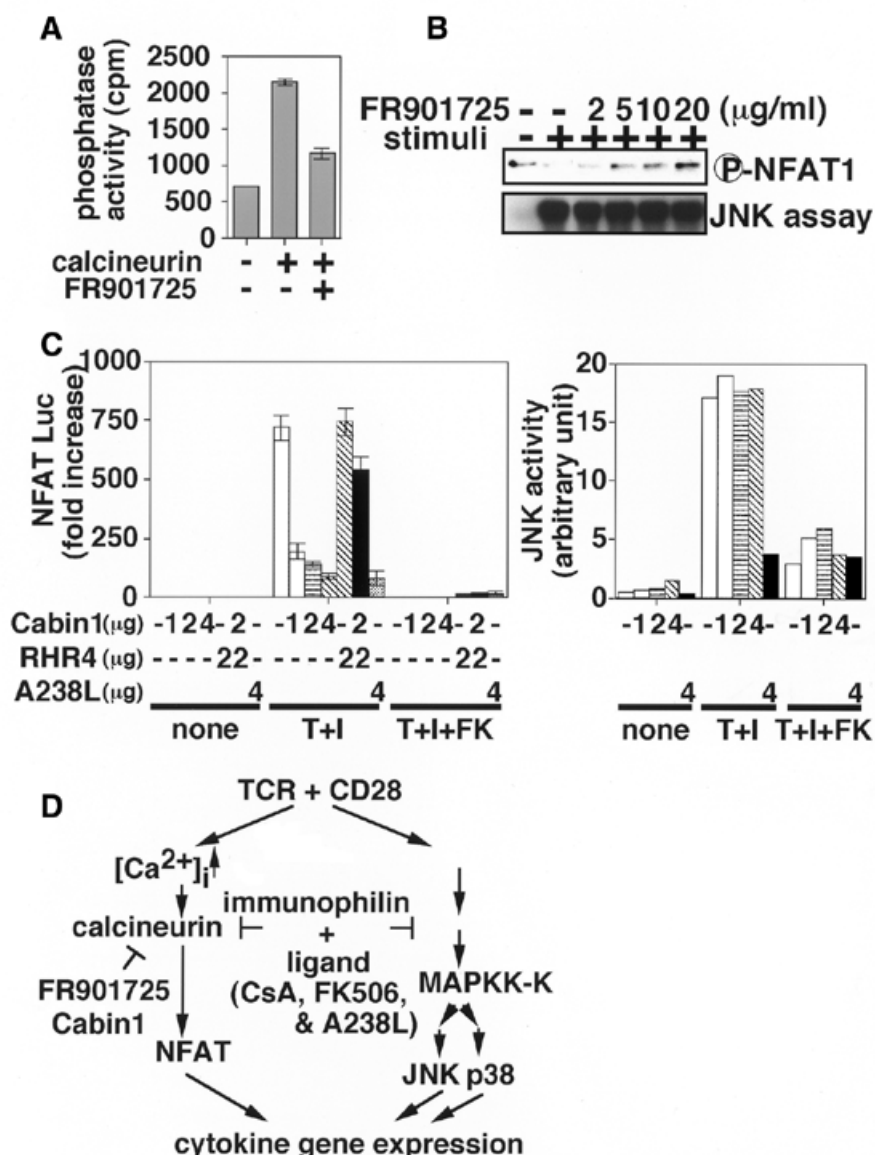 A
phosphatase activity (cpm)
2500
2000
1500
1000
500
0
calcineurin - + +
FR901725 - - +
B
FR901725 - - 2 5 10 20 (μg/ml)
stimuli - + + + + +
P-NFAT1
JNK assay
C
NFAT Luc (fold increase)
1000
750
500
250
0
Cabin1(μg) -124-2- -124-2- -124-2-
RHR4 (μg) ----22- ----22- ----22-
A238L(μg) 4 4 4
none T+I T+I+FK
JNK activity (arbitrary unit)
20
15
10
5
0
-124- -124- -124-
4 4 4
none T+I T+I+FK
D
TCR + CD28
[Ca2+]i
immunophilin
calcineurin
+
ligand
FR901725
(CsA, FK506,
MAPKK-K
Cabin1
& A238L)
NFAT
JNK p38
cytokine gene expression